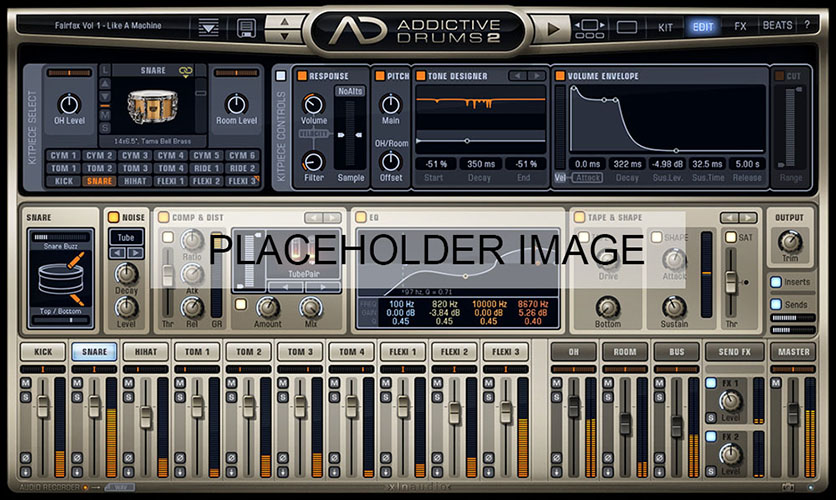 Fairfax Vol 1 - Like A Machine
ADDICTIVE
DRUMS 2
KIT EDIT FX BEATS ?
KITPIECE SELECT
SNARE
L
M
S
OH Level
Room Level
14x6.5", Tama Bell Brass
CYM 1 CYM 2 CYM 3 CYM 4 CYM 5 CYM 6
TOM 1 TOM 2 TOM 3 TOM 4 RIDE 1 RIDE 2
KICK SNARE HIHAT FLEXI 1 FLEXI 2 FLEXI 3
KITPIECE CONTROLS
RESPONSE
NoAlts
Volume
VELOCITY
Filter
Sample
PITCH
Main
OH/Room
Offset
TONE DESIGNER
-51 % 350 ms -51 %
Start Decay End
VOLUME ENVELOPE
Vel
0.0 ms 322 ms -4.98 dB 32.5 ms 5.00 s
Attack Decay Sus.Lev. Sus.Time Release
CUT
Range
SNARE
Snare Buzz
Top / Bottom
NOISE
Tube
Decay
Level
COMP & DIST
Ratio
Atk
Thr Rel GR
TubePair
Amount Mix
EQ
FREQ 100 Hz 820 Hz 10000 Hz 8670 Hz
GAIN 0.00 dB -3.84 dB 0.00 dB 5.26 dB
Q 0.45 0.45 0.45 0.40
TAPE & SHAPE
Drive
Bottom
SHAPE
Attack
Sustain
SAT
Thr
OUTPUT
Trim
Inserts
Sends
PLACEHOLDER IMAGE
KICK SNARE HIHAT TOM 1 TOM 2 TOM 3 TOM 4 FLEXI 1 FLEXI 2 FLEXI 3 OH ROOM BUS SEND FX MASTER
M M M M M M M M M M M M M M
S S S S S S S S S S S S S
FX 1
S
Level
FX 2
S
Level
AUDIO RECORDER
xlnaudio